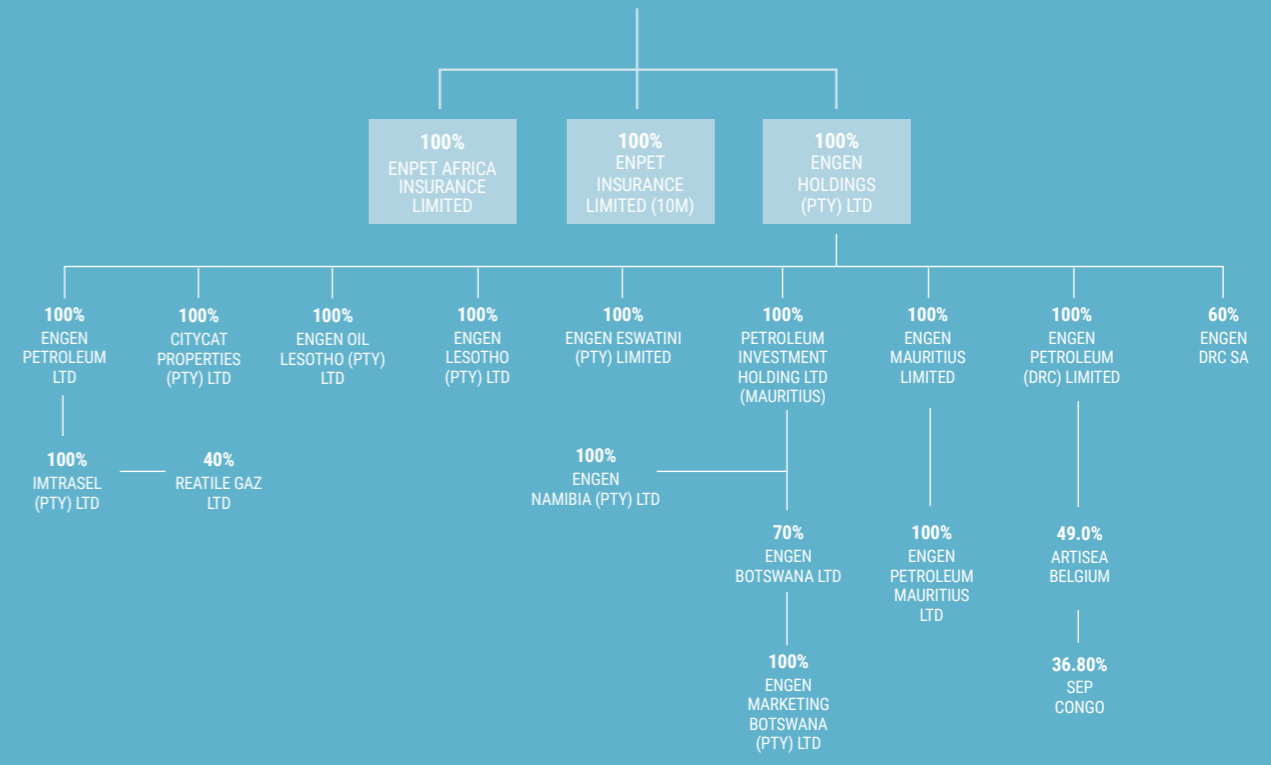 100%
ENPET AFRICA
INSURANCE
LIMITED
100%
ENPET
INSURANCE
LIMITED (10M)
100%
ENGEN
HOLDINGS
(PTY) LTD
100%
ENGEN
PETROLEUM
LTD
100%
CITYCAT
PROPERTIES
(PTY) LTD
100%
ENGEN OIL
LESOTHO (PTY)
LTD
100%
ENGEN
LESOTHO
(PTY) LTD
100%
ENGEN ESWATINI
(PTY) LIMITED
100%
PETROLEUM
INVESTMENT
HOLDING LTD
(MAURITIUS)
100%
ENGEN
MAURITIUS
LIMITED
100%
ENGEN
PETROLEUM
(DRC) LIMITED
60%
ENGEN
DRC SA
100%
IMTRASEL
(PTY) LTD
40%
REATILE GAZ
LTD
100%
ENGEN
NAMIBIA (PTY) LTD
70%
ENGEN
BOTSWANA LTD
100%
ENGEN
PETROLEUM
MAURITIUS
LTD
49.0%
ARTISEA
BELGIUM
100%
ENGEN
MARKETING
BOTSWANA
(PTY) LTD
36.80%
SEP
CONGO